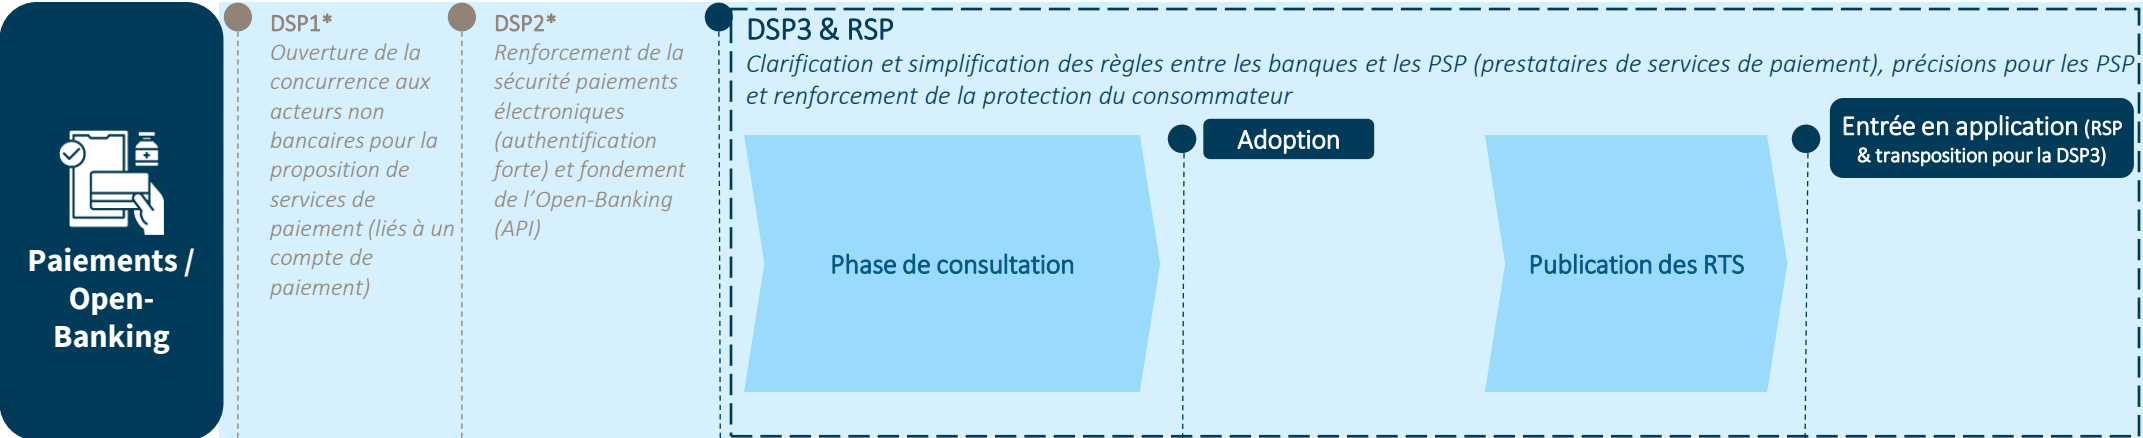 Paiements /
Open-
Banking
DSP1*
Ouverture de la
concurrence aux
acteurs non
bancaires pour la
proposition de
services de
paiement (liés à un
compte de
paiement)
DSP2*
Renforcement de la
sécurité paiements
électroniques
(authentification
forte) et fondement
de l’Open-Banking
(API)
DSP3 & RSP
Clarification et simplification des règles entre les banques et les PSP (prestataires de services de paiement), précisions pour les PSP
et renforcement de la protection du consommateur
Phase de consultation
Adoption
Publication des RTS
Entrée en application (RSP
& transposition pour la DSP3)